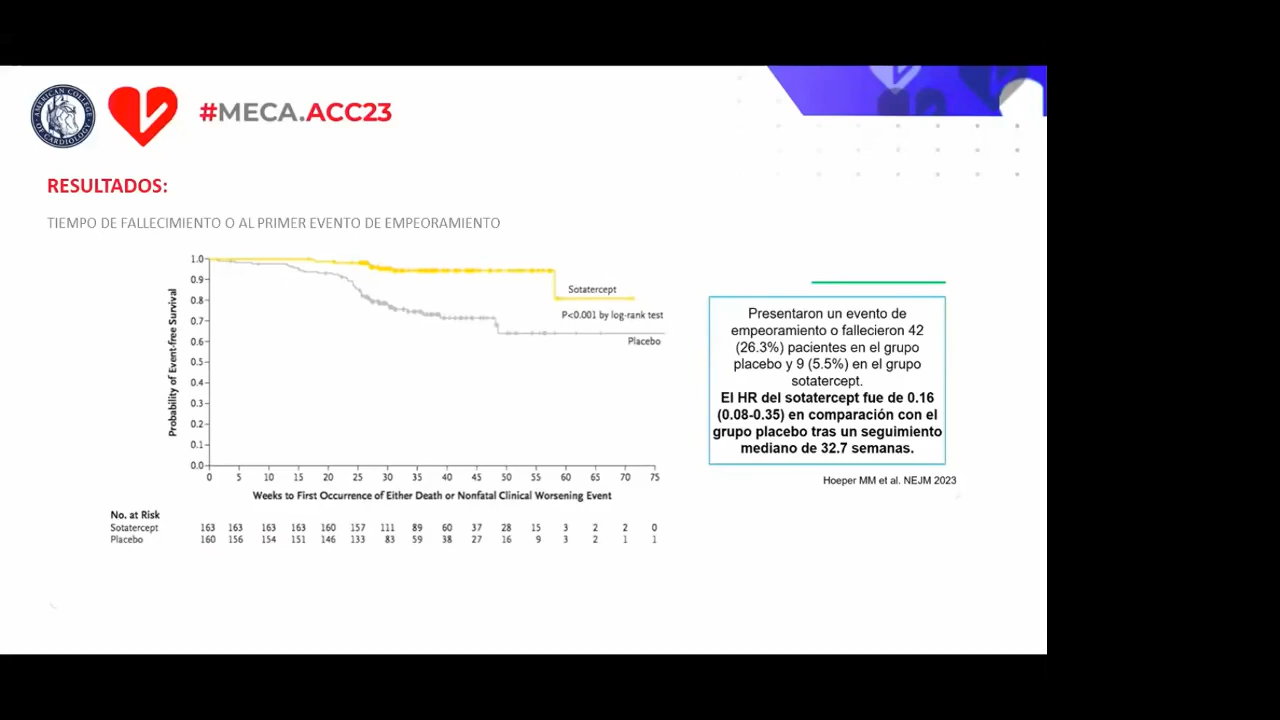 AMERICAN COLLEGE OF CARDIOLOGY
#MECA.ACC23
RESULTADOS:
TIEMPO DE FALLECIMIENTO O AL PRIMER EVENTO DE EMPEORAMIENTO
Probability of Event-free Survival
1.0
0.9
0.8
0.7
0.6
0.5
0.4
0.3
0.2
0.1
0.0
Sotatercept
P<0.001 by log-rank test
Placebo
0 5 10 15 20 25 30 35 40 45 50 55 60 65 70 75
Weeks to First Occurrence of Either Death or Nonfatal Clinical Worsening Event
No. at Risk
Sotatercept 163 163 163 163 160 157 111 89 60 37 28 15 3 2 2 0
Placebo 160 156 154 151 146 133 83 59 38 27 16 9 3 2 1 1
Presentaron un evento de
empeoramiento o fallecieron 42
(26.3%) pacientes en el grupo
placebo y 9 (5.5%) en el grupo
sotatercept.
El HR del sotatercept fue de 0.16
(0.08-0.35) en comparación con el
grupo placebo tras un seguimiento
mediano de 32.7 semanas.
Hoeper MM et al. NEJM 2023